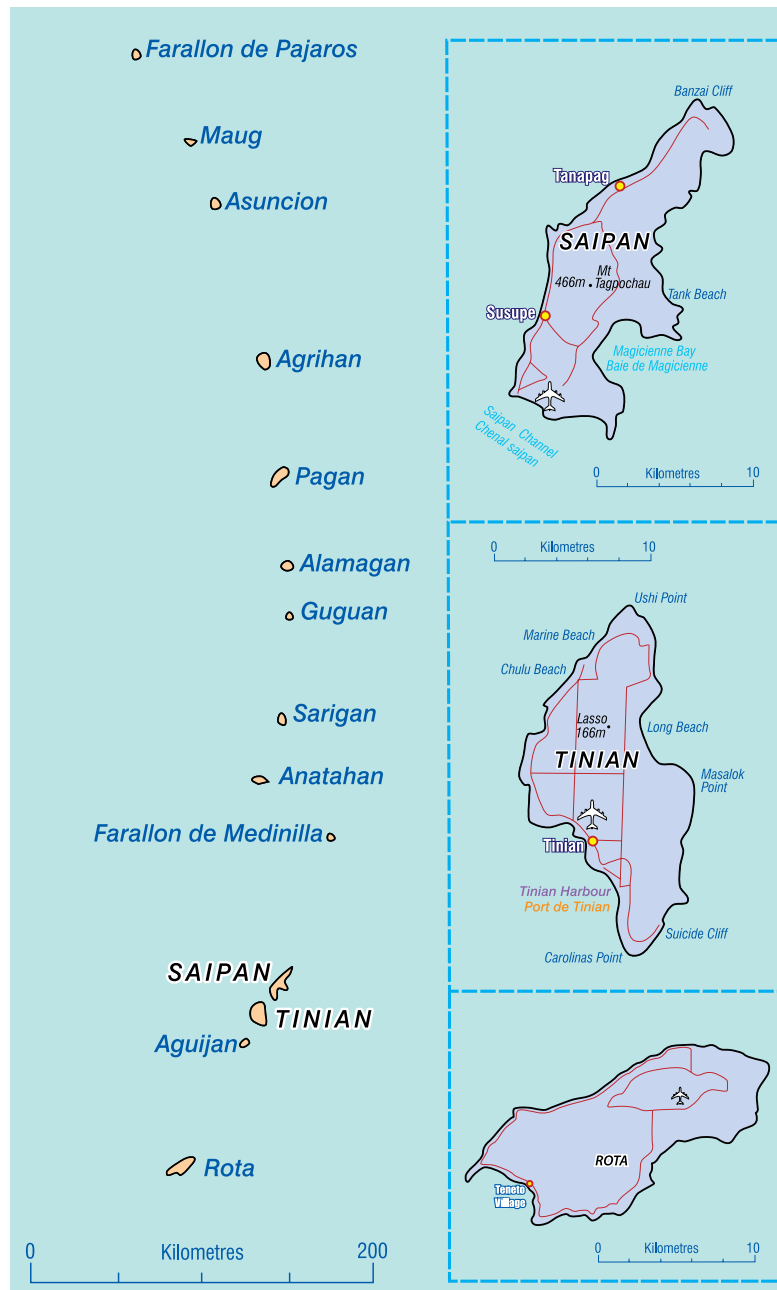 Farallon de Pajaros
Maug
Asuncion
Agrihan
Pagan
Alamagan
Guguan
Sarigan
Anatahan
Farallon de Medinilla
SAIPAN
TINIAN
Aguijan
Rota
0 200
Kilometres
Banzai Cliff
Tanapag
SAIPAN
Mt
466m Tagpochau
Tank Beach
Susupe
Magicienne Bay
Baie de Magicienne
Saipan Channel
Chenal saipan
0 Kilometres 10
0 Kilometres 10
Ushi Point
Marine Beach
Chulu Beach
Lasso
166m
Long Beach
TINIAN
Masalok
Point
Tinian
Tinian Harbour
Port de Tinian
Suicide Cliff
Carolinas Point
ROTA
Teneto
Village
0 Kilometres 10